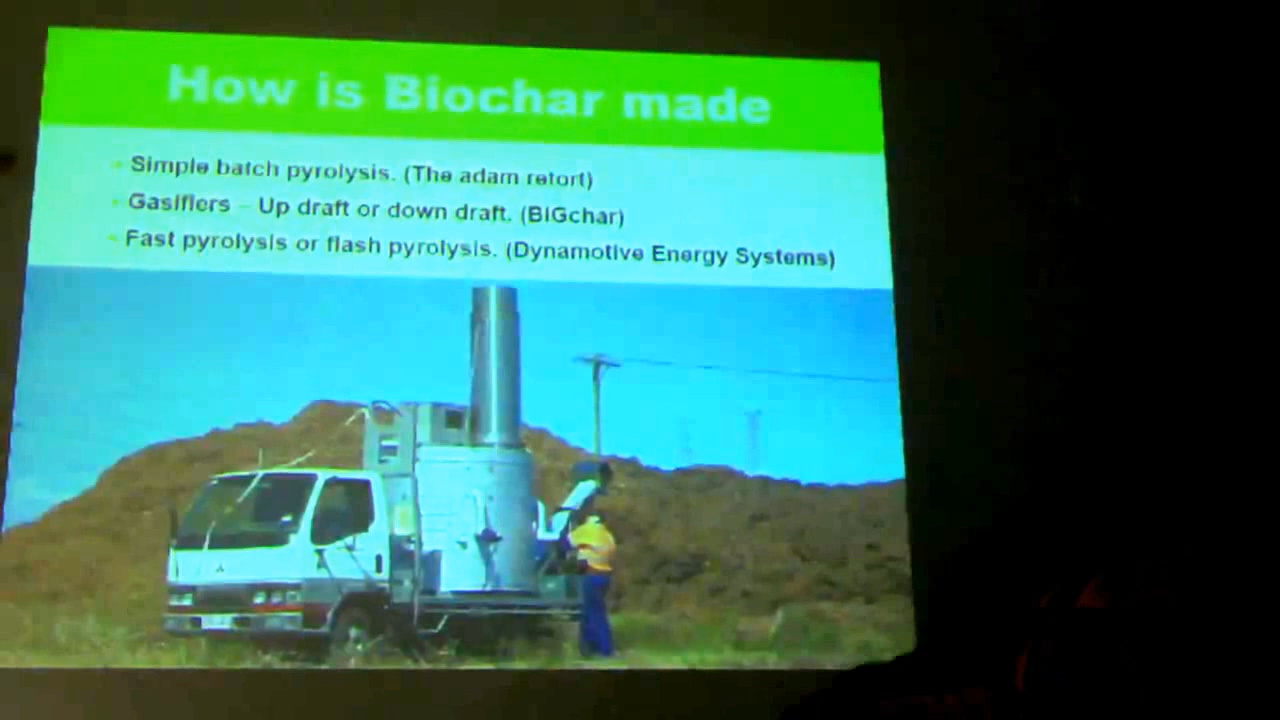 How is Biochar made
- Simple batch pyrolysis. (The adam retort)
- Gasifiers – Up draft or down draft. (BiGchar)
- Fast pyrolysis or flash pyrolysis. (Dynamotive Energy Systems)